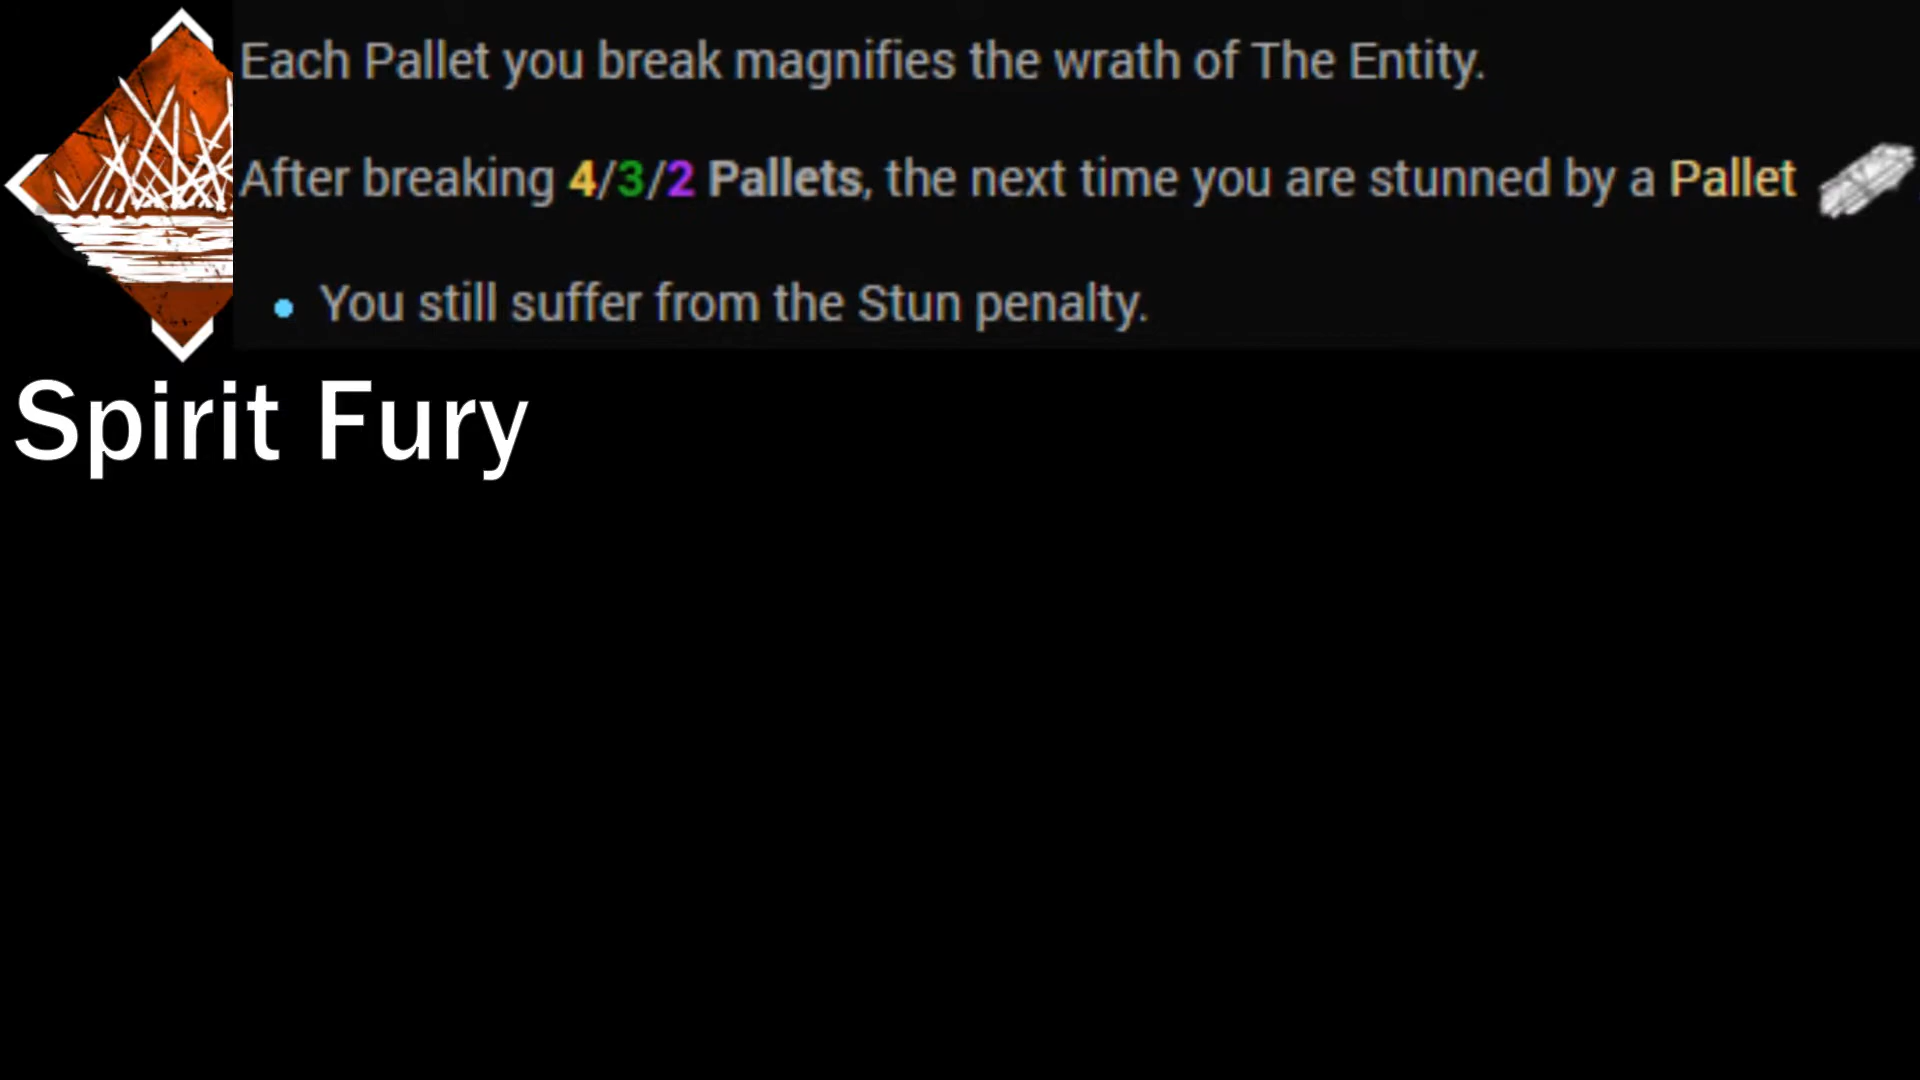 Each Pallet you break magnifies the wrath of The Entity.
After breaking 4/3/2 Pallets, the next time you are stunned by a Pallet
• You still suffer from the Stun penalty.
Spirit Fury